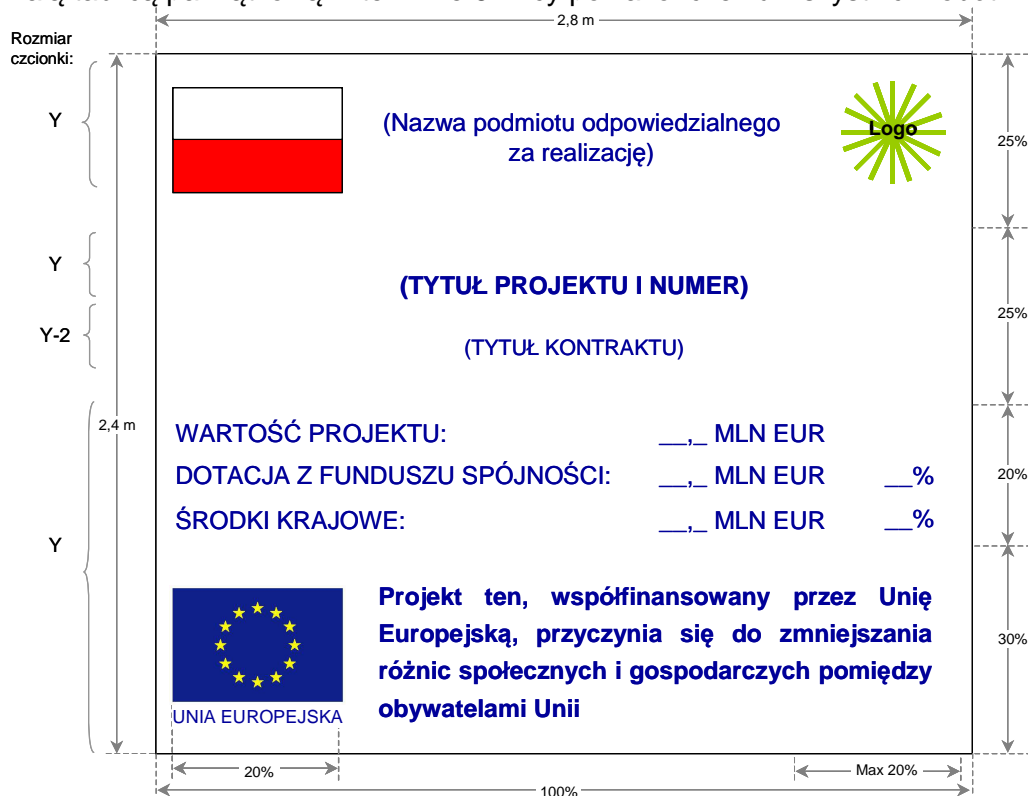 2,8 m
Rozmiar
czcionki:
Y
(Nazwa podmiotu odpowiedzialnego
za realizację)
Logo
25%
Y
(TYTUŁ PROJEKTU I NUMER)
25%
Y-2
(TYTUŁ KONTRAKTU)
2,4 m
WARTOŚĆ PROJEKTU: __,_ MLN EUR
DOTACJA Z FUNDUSZU SPÓJNOŚCI: __,_ MLN EUR __%
20%
ŚRODKI KRAJOWE: __,_ MLN EUR __%
Y
Projekt ten, współfinansowany przez Unię
Europejską, przyczynia się do zmniejszania
30%
różnic społecznych i gospodarczych pomiędzy
obywatelami Unii
UNIA EUROPEJSKA
20%
Max 20%
100%